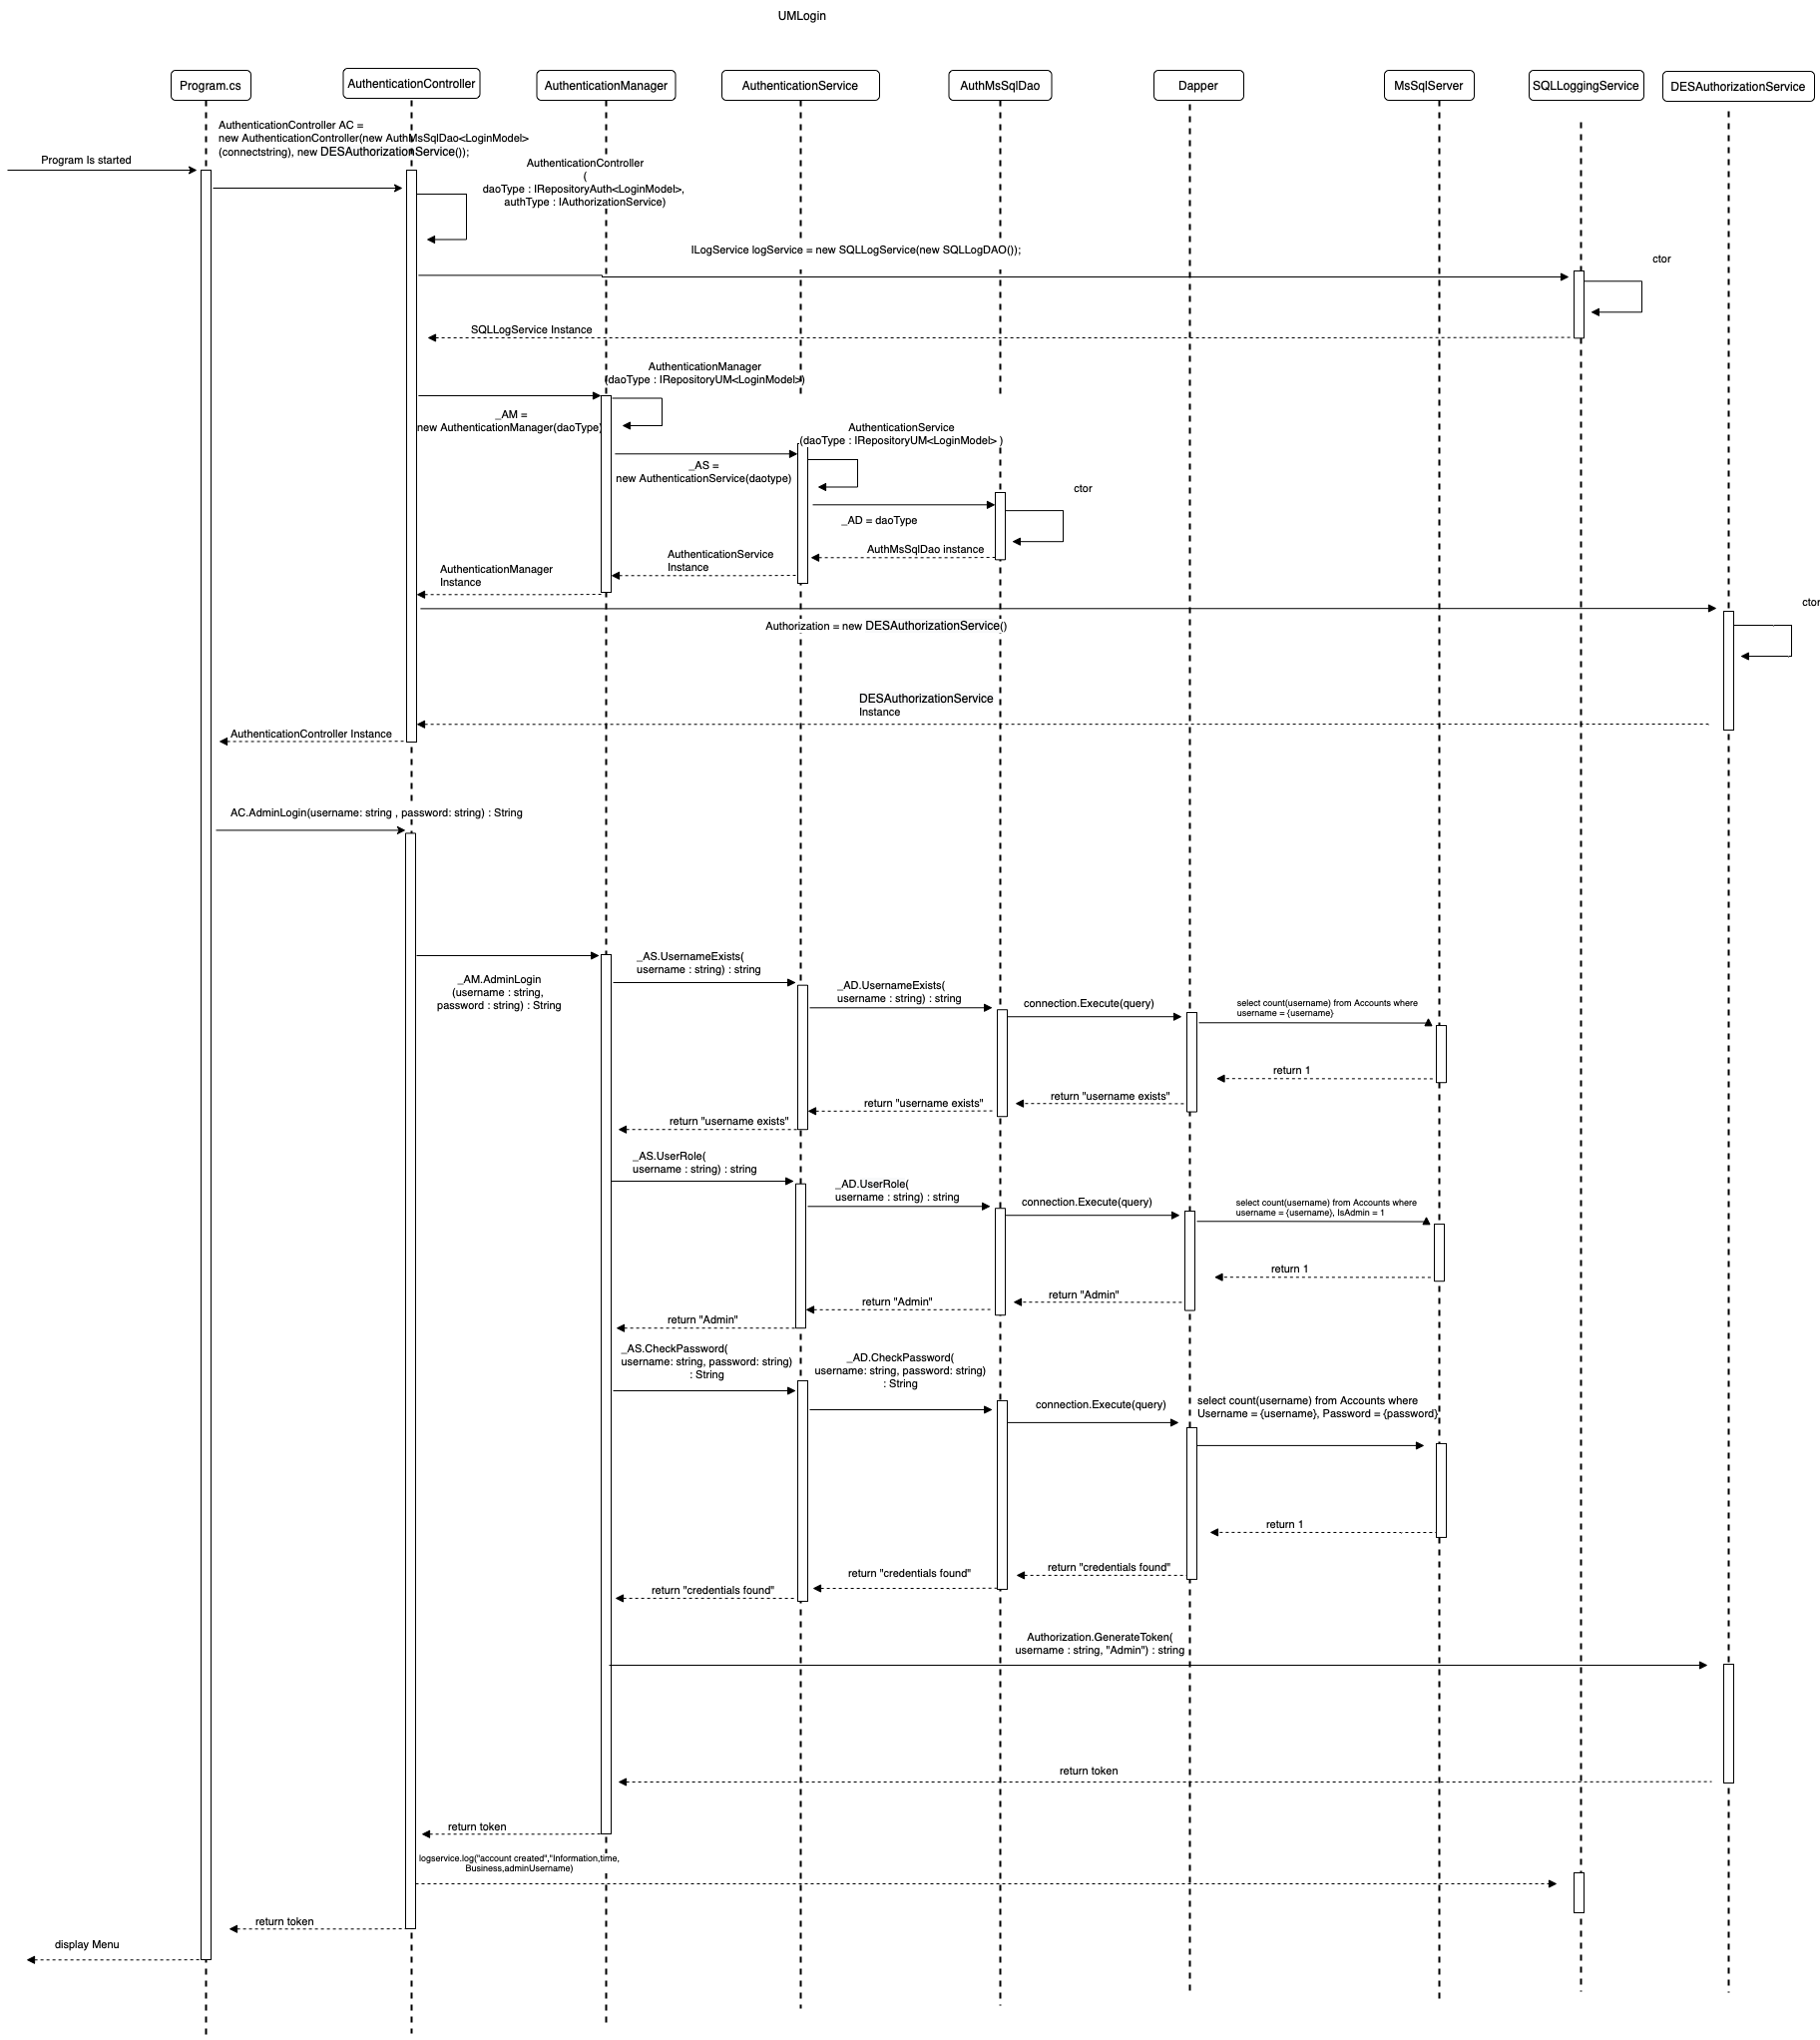 UMLogin
Program.cs
AuthenticationController
AuthenticationManager
AuthenticationService
AuthMsSqlDao
Dapper
MsSqlServer
SQLLoggingService
DESAuthorizationService
AuthenticationController AC =
new AuthenticationController(new AuthMsSqlDao<LoginModel>
(connectstring), new DESAuthorizationService());
Program Is started
AuthenticationController
(
daoType : IRepositoryAuth<LoginModel>,
authType : IAuthorizationService)
ILogService logService = new SQLLogService(new SQLLogDAO());
ctor
SQLLogService Instance
AuthenticationManager
(daoType : IRepositoryUM<LoginModel>)
_AM =
new AuthenticationManager(daoType)
AuthenticationService
(daoType : IRepositoryUM<LoginModel> )
_AS =
new AuthenticationService(daotype)
ctor
_AD = daoType
AuthMsSqlDao instance
AuthenticationService
Instance
AuthenticationManager
Instance
ctor
Authorization = new DESAuthorizationService()
DESAuthorizationService
Instance
AuthenticationController Instance
AC.AdminLogin(username: string , password: string) : String
_AM.AdminLogin
(username : string,
password : string) : String
_AS.UsernameExists(
username : string) : string
_AD.UsernameExists(
username : string) : string
connection.Execute(query)
select count(username) from Accounts where
username = {username}
return 1
return "username exists"
return "username exists"
return "username exists"
_AS.UserRole(
username : string) : string
_AD.UserRole(
username : string) : string
connection.Execute(query)
select count(username) from Accounts where
username = {username}, IsAdmin = 1
return 1
return "Admin"
return "Admin"
return "Admin"
_AS.CheckPassword(
username: string, password: string)
: String
_AD.CheckPassword(
username: string, password: string)
: String
connection.Execute(query)
select count(username) from Accounts where
Username = {username}, Password = {password}
return 1
return "credentials found"
return "credentials found"
return "credentials found"
Authorization.GenerateToken(
username : string, "Admin") : string
return token
return token
logservice.log("account created","Information,time,
Business,adminUsername)
return token
display Menu